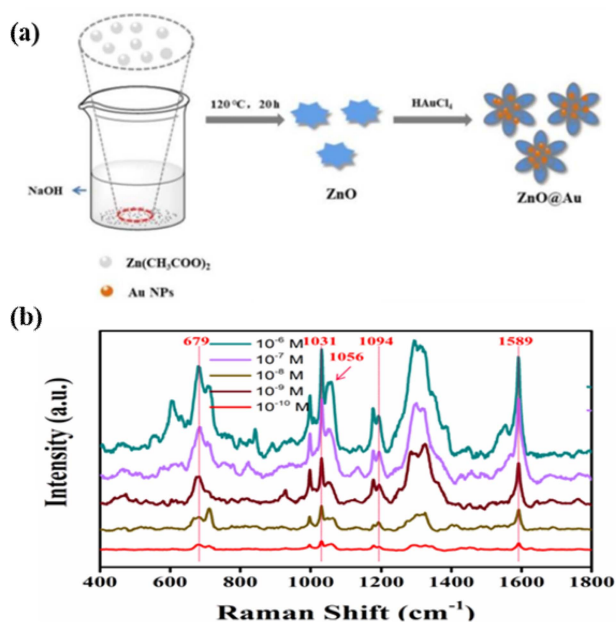 (a)
120℃, 20h
HAuCl₄
NaOH
ZnO
ZnO@Au
Zn(CH₃COO)₂
Au NPs
(b)
679
1031
1094
1589
1056
10⁻⁶ M
10⁻⁷ M
10⁻⁸ M
10⁻⁹ M
10⁻¹⁰ M
Intensity (a.u.)
400 600 800 1000 1200 1400 1600 1800
Raman Shift (cm⁻¹)